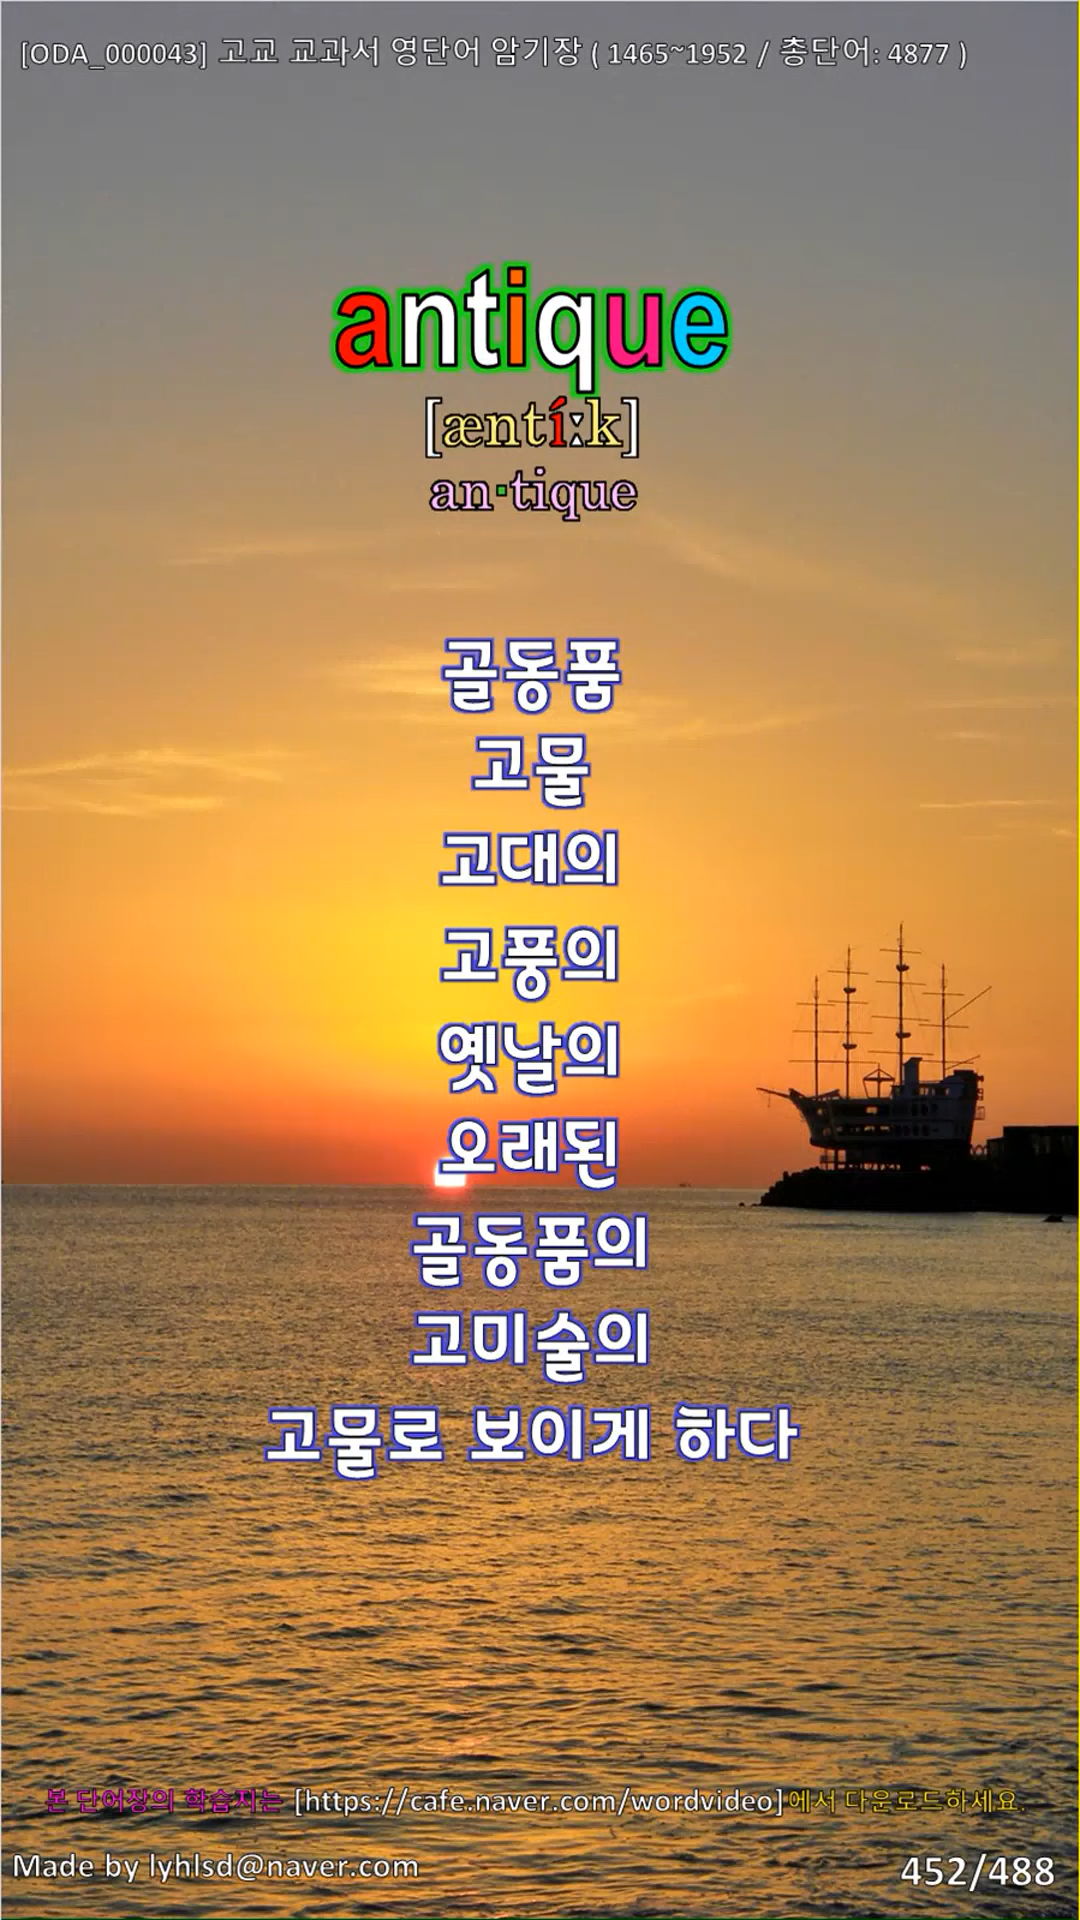 [ODA_000043] 고교 교과서 영단어 암기장 ( 1465~1952 / 총단어: 4877 )
antique
[æntíːk]
an·tique
골동품
고물
고대의
고풍의
옛날의
오래된
골동품의
고미술의
고물로 보이게 하다
본 단어장의 학습지는 [https://cafe.naver.com/wordvideo]에서 다운로드하세요.
Made by lyhlsd@naver.com
452/488